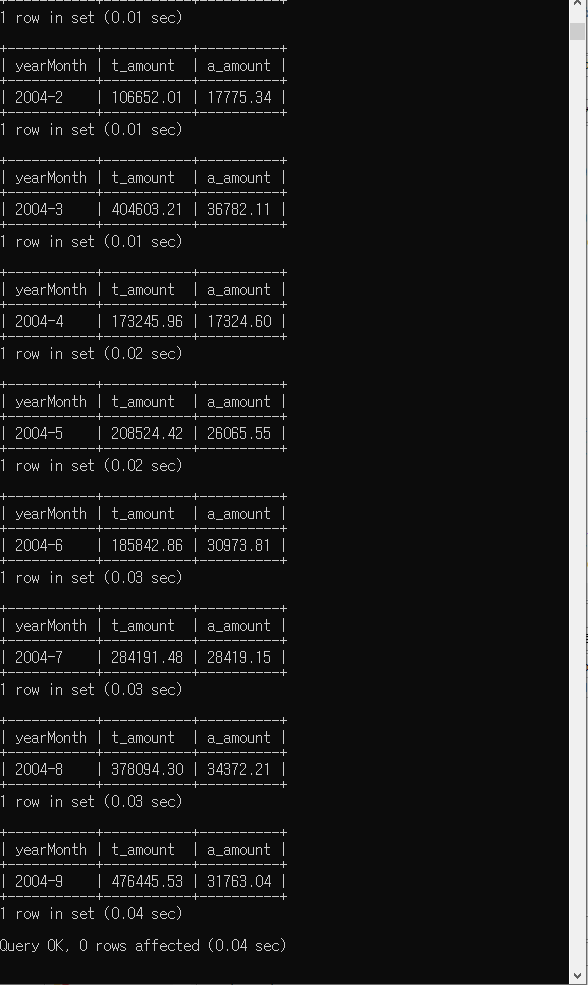 1 row in set (0.01 sec)
+----------+-----------+----------+
| yearMonth | t_amount | a_amount |
+----------+-----------+----------+
| 2004-2 | 106652.01 | 17775.34 |
+----------+-----------+----------+
1 row in set (0.01 sec)
+----------+-----------+----------+
| yearMonth | t_amount | a_amount |
+----------+-----------+----------+
| 2004-3 | 404603.21 | 36782.11 |
+----------+-----------+----------+
1 row in set (0.01 sec)
+----------+-----------+----------+
| yearMonth | t_amount | a_amount |
+----------+-----------+----------+
| 2004-4 | 173245.96 | 17324.60 |
+----------+-----------+----------+
1 row in set (0.02 sec)
+----------+-----------+----------+
| yearMonth | t_amount | a_amount |
+----------+-----------+----------+
| 2004-5 | 208524.42 | 26065.55 |
+----------+-----------+----------+
1 row in set (0.02 sec)
+----------+-----------+----------+
| yearMonth | t_amount | a_amount |
+----------+-----------+----------+
| 2004-6 | 185842.86 | 30973.81 |
+----------+-----------+----------+
1 row in set (0.03 sec)
+----------+-----------+----------+
| yearMonth | t_amount | a_amount |
+----------+-----------+----------+
| 2004-7 | 284191.48 | 28419.15 |
+----------+-----------+----------+
1 row in set (0.03 sec)
+----------+-----------+----------+
| yearMonth | t_amount | a_amount |
+----------+-----------+----------+
| 2004-8 | 378094.30 | 34372.21 |
+----------+-----------+----------+
1 row in set (0.03 sec)
+----------+-----------+----------+
| yearMonth | t_amount | a_amount |
+----------+-----------+----------+
| 2004-9 | 476445.53 | 31763.04 |
+----------+-----------+----------+
1 row in set (0.04 sec)
Query OK, 0 rows affected (0.04 sec)